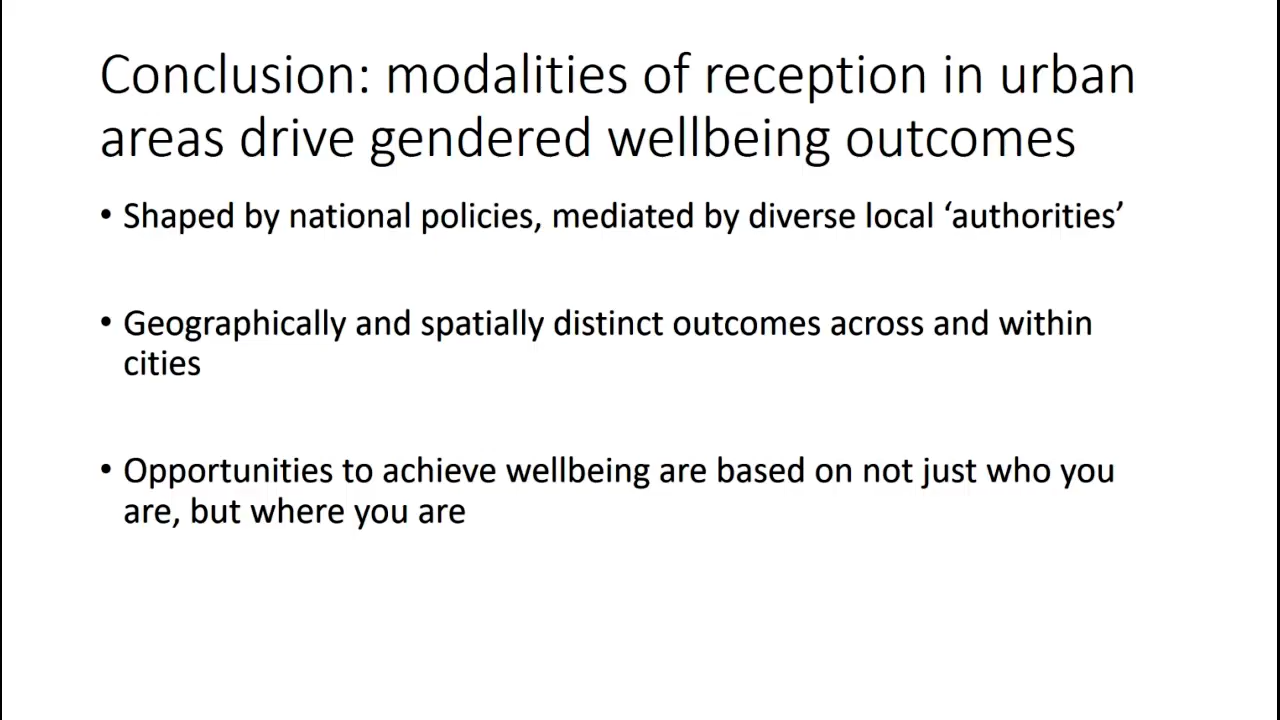 Conclusion: modalities of reception in urban
areas drive gendered wellbeing outcomes
• Shaped by national policies, mediated by diverse local ‘authorities’
• Geographically and spatially distinct outcomes across and within
cities
• Opportunities to achieve wellbeing are based on not just who you
are, but where you are